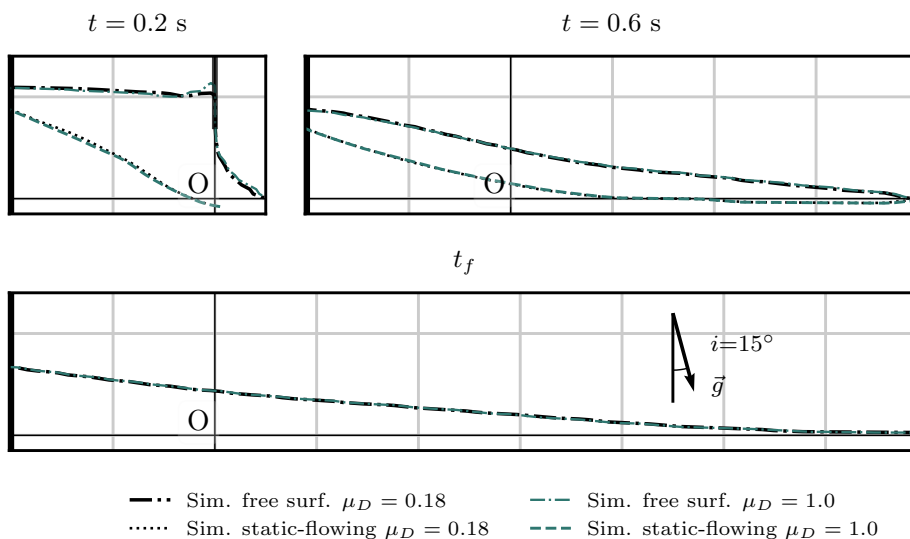 t = 0.2 s
t = 0.6 s
O
O
t_f
i=15°
g⃗
O
Sim. free surf. μ_D = 0.18
Sim. free surf. μ_D = 1.0
Sim. static-flowing μ_D = 0.18
Sim. static-flowing μ_D = 1.0